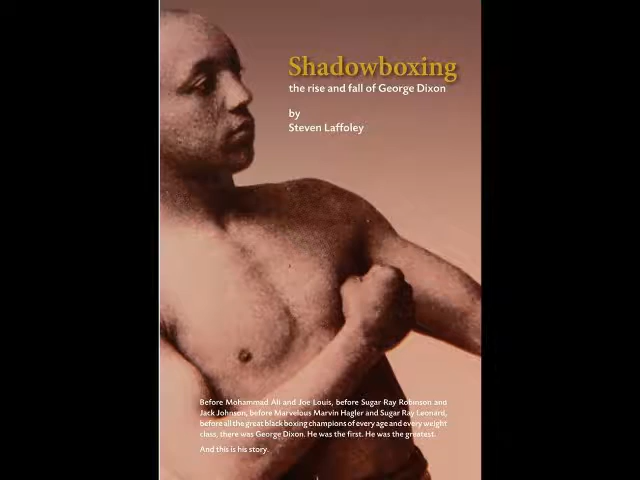 Shadowboxing
the rise and fall of George Dixon
by
Steven Laffoley
Before Mohammad Ali and Joe Louis, before Sugar Ray Robinson and
Jack Johnson, before Marvelous Marvin Hagler and Sugar Ray Leonard,
before all the great black boxing champions of every age and every weight
class, there was George Dixon. He was the first. He was the greatest.
And this is his story.